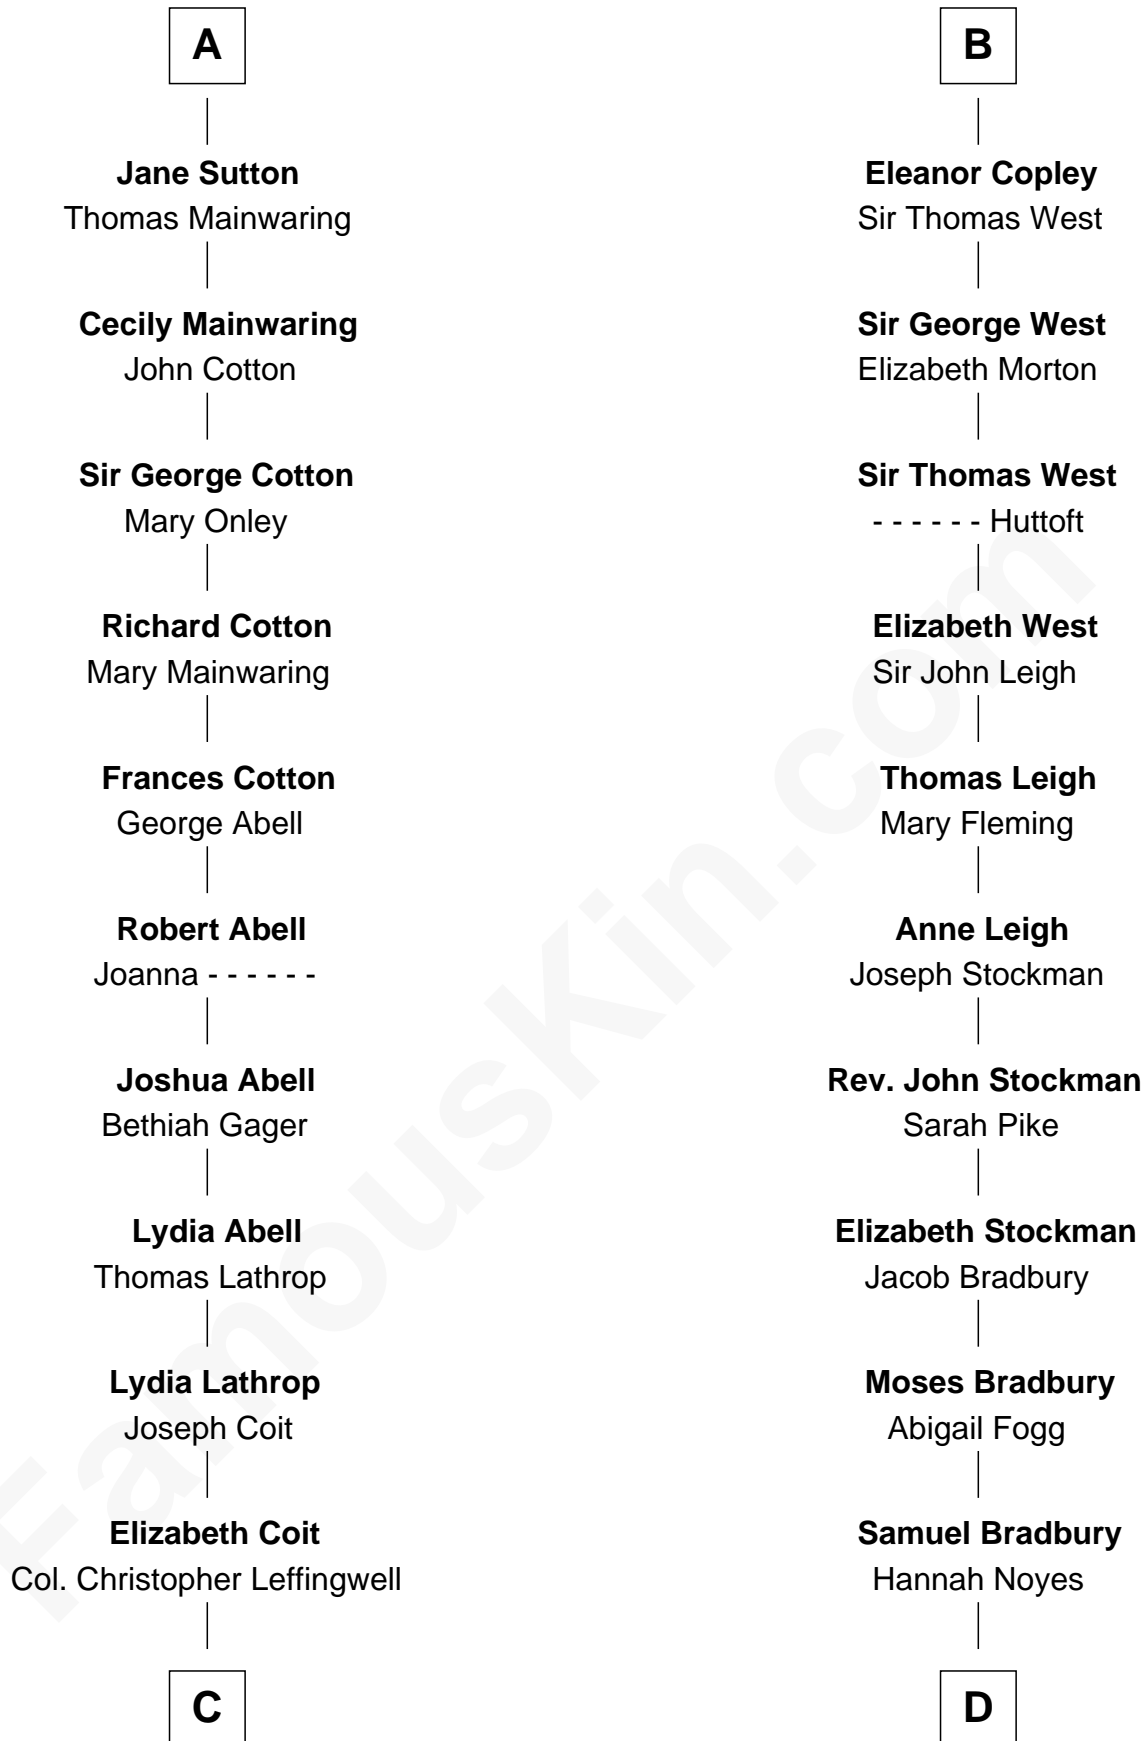 A
Jane Sutton
Thomas Mainwaring
Cecily Mainwaring
John Cotton
Sir George Cotton
Mary Onley
Richard Cotton
Mary Mainwaring
Frances Cotton
George Abell
Robert Abell
Joanna - - - - - -
Joshua Abell
Bethiah Gager
Lydia Abell
Thomas Lathrop
Lydia Lathrop
Joseph Coit
Elizabeth Coit
Col. Christopher Leffingwell
C
B
Eleanor Copley
Sir Thomas West
Sir George West
Elizabeth Morton
Sir Thomas West
- - - - - - Huttoft
Elizabeth West
Sir John Leigh
Thomas Leigh
Mary Fleming
Anne Leigh
Joseph Stockman
Rev. John Stockman
Sarah Pike
Elizabeth Stockman
Jacob Bradbury
Moses Bradbury
Abigail Fogg
Samuel Bradbury
Hannah Noyes
D
FamousKin.com